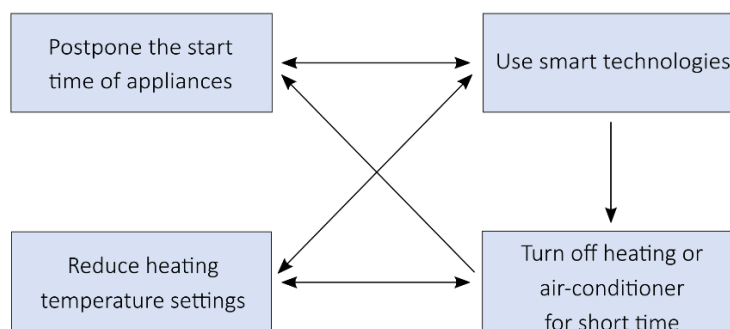 Postpone the start
time of appliances
Use smart technologies
Reduce heating
temperature settings
Turn off heating or
air-conditioner
for short time